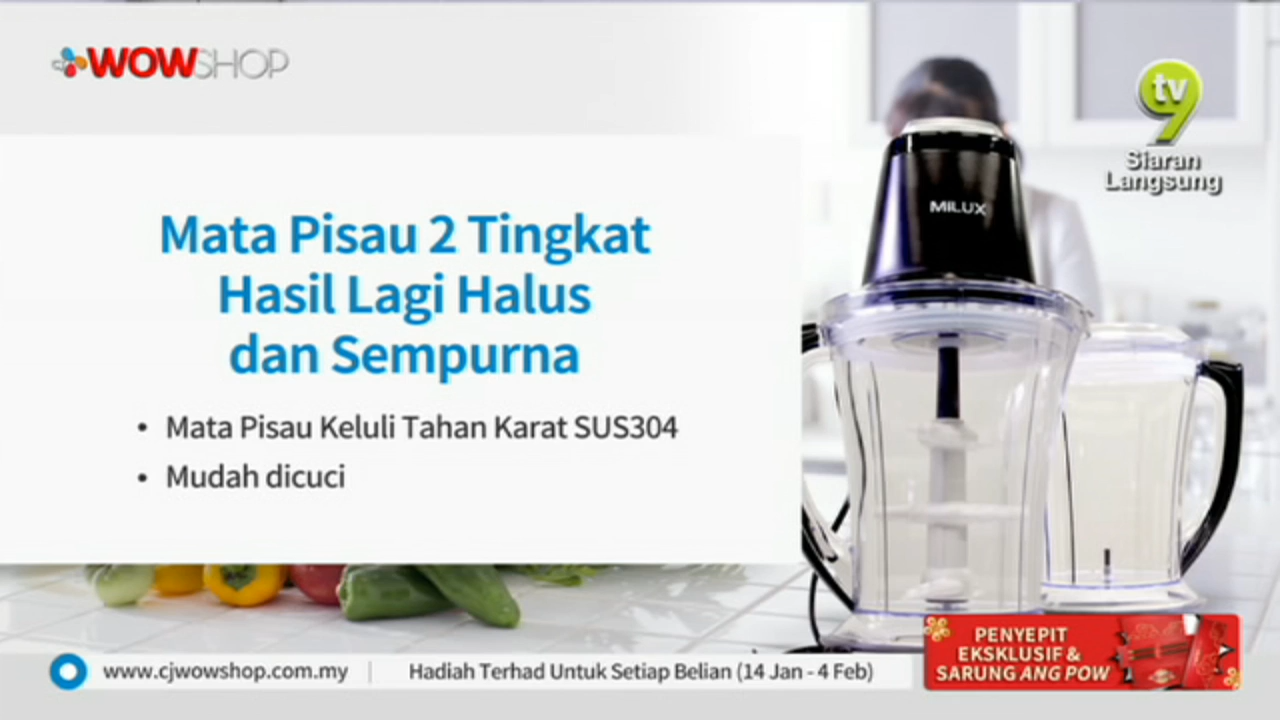 WOWSHOP
tv9
Siaran
Langsung
MILUX
Mata Pisau 2 Tingkat
Hasil Lagi Halus
dan Sempurna
• Mata Pisau Keluli Tahan Karat SUS304
• Mudah dicuci
www.cjwowshop.com.my | Hadiah Terhad Untuk Setiap Belian (14 Jan - 4 Feb)
PENYEPIT
EKSKLUSIF &
SARUNG ANG POW